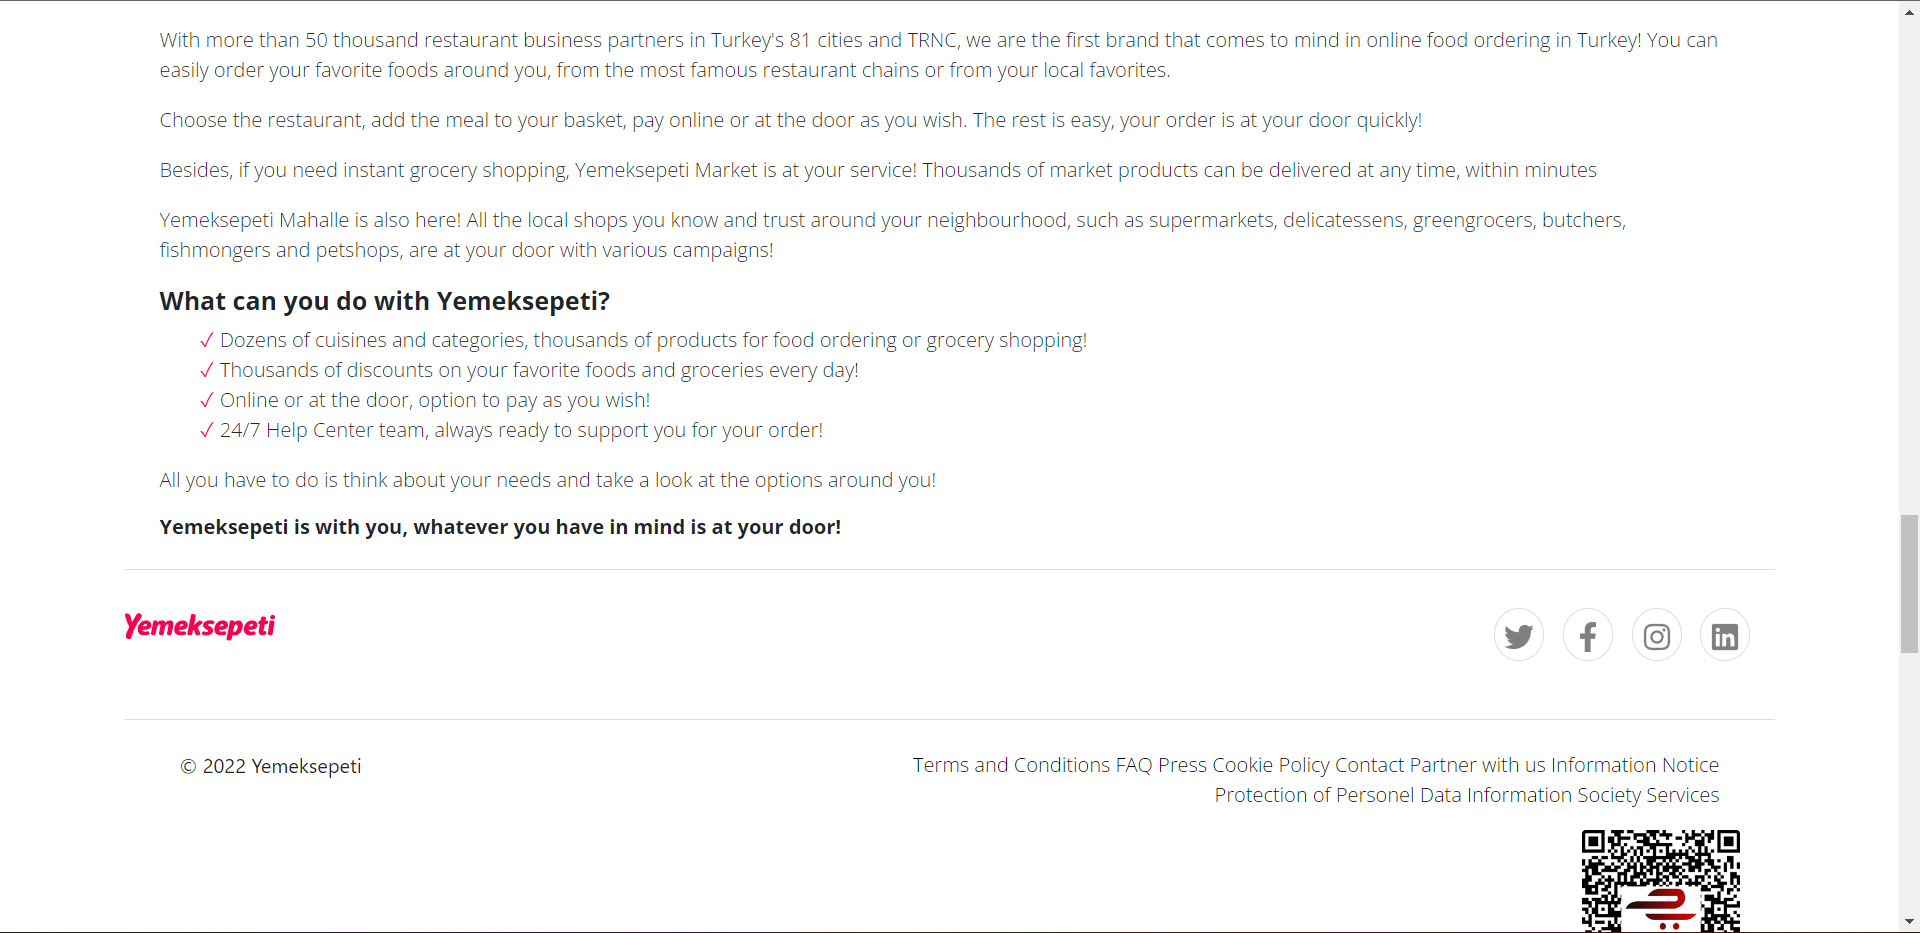 With more than 50 thousand restaurant business partners in Turkey's 81 cities and TRNC, we are the first brand that comes to mind in online food ordering in Turkey! You can
easily order your favorite foods around you, from the most famous restaurant chains or from your local favorites.
Choose the restaurant, add the meal to your basket, pay online or at the door as you wish. The rest is easy, your order is at your door quickly!
Besides, if you need instant grocery shopping, Yemeksepeti Market is at your service! Thousands of market products can be delivered at any time, within minutes
Yemeksepeti Mahalle is also here! All the local shops you know and trust around your neighbourhood, such as supermarkets, delicatessens, greengrocers, butchers,
fishmongers and petshops, are at your door with various campaigns!
What can you do with Yemeksepeti?
✓ Dozens of cuisines and categories, thousands of products for food ordering or grocery shopping!
✓ Thousands of discounts on your favorite foods and groceries every day!
✓ Online or at the door, option to pay as you wish!
✓ 24/7 Help Center team, always ready to support you for your order!
All you have to do is think about your needs and take a look at the options around you!
Yemeksepeti is with you, whatever you have in mind is at your door!
Yemeksepeti
© 2022 Yemeksepeti
Terms and Conditions FAQ Press Cookie Policy Contact Partner with us Information Notice
Protection of Personel Data Information Society Services